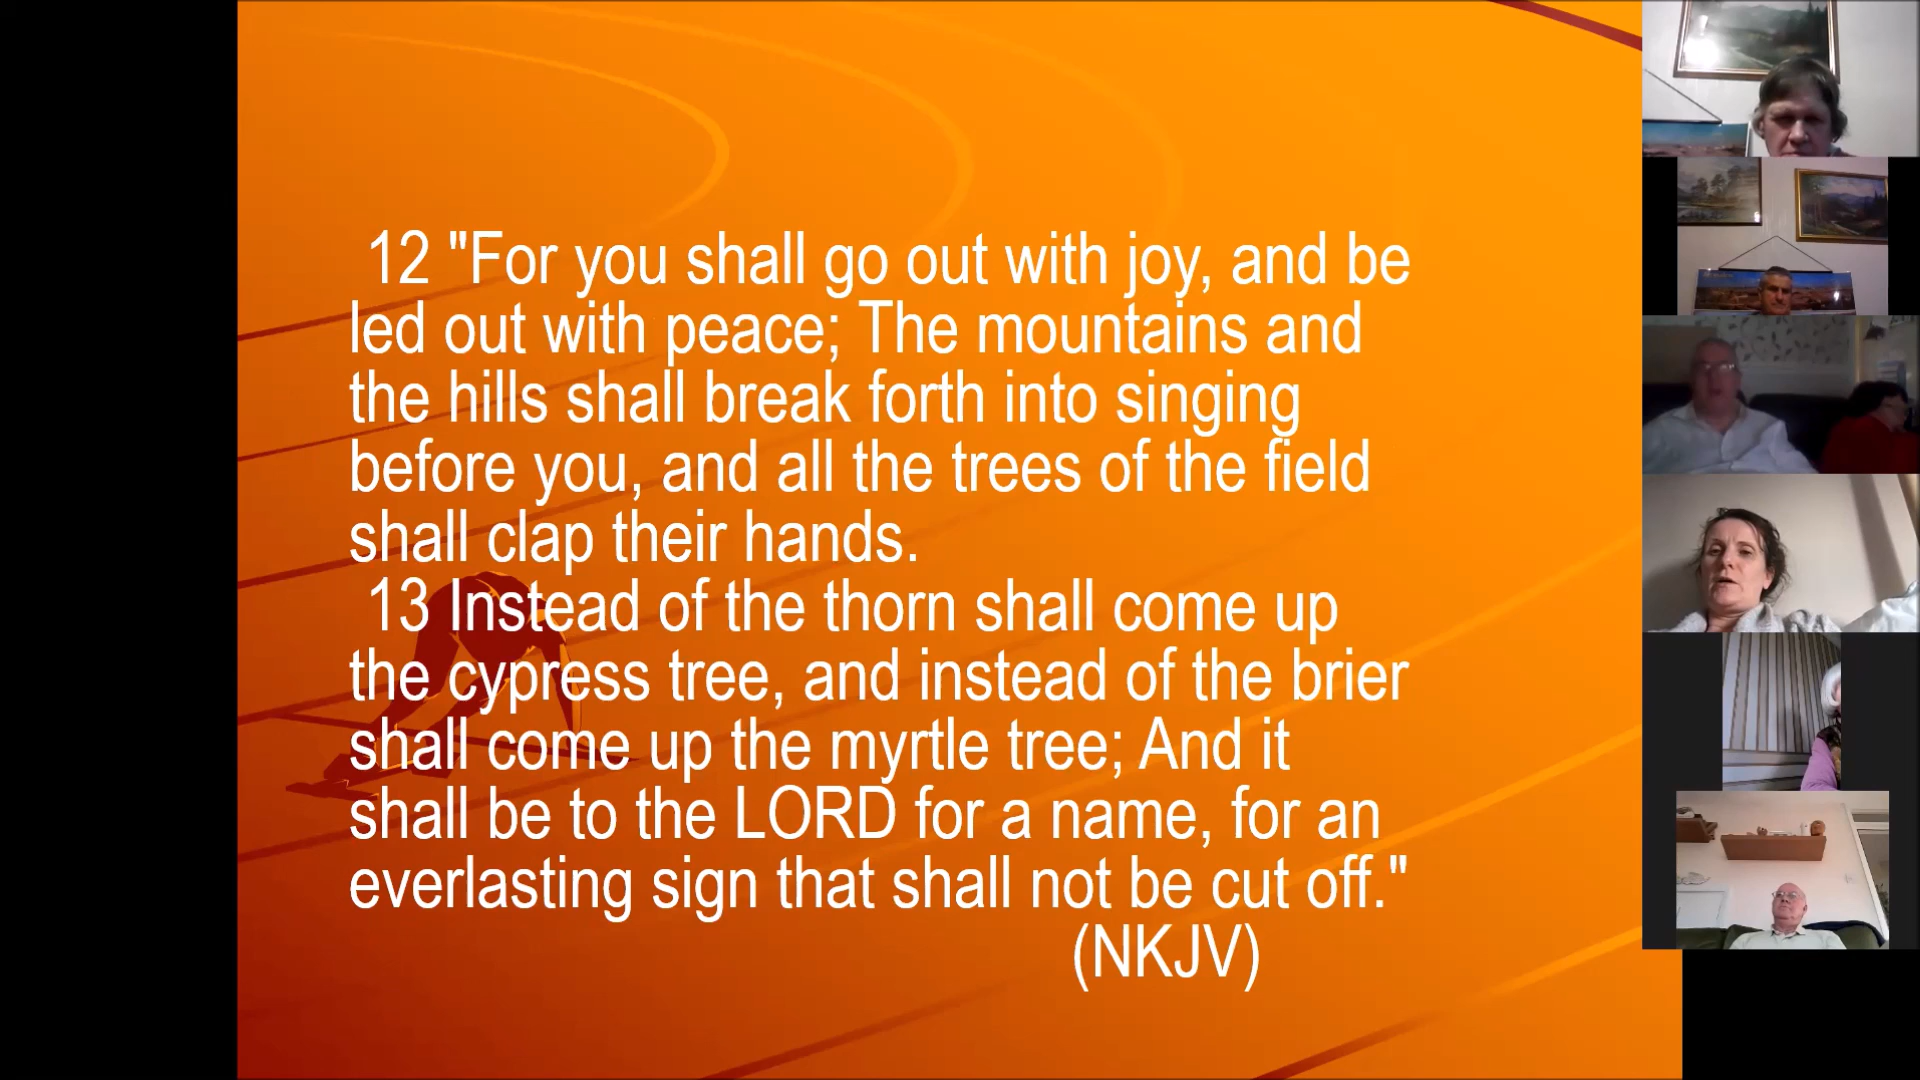 12 "For you shall go out with joy, and be
led out with peace; The mountains and
the hills shall break forth into singing
before you, and all the trees of the field
shall clap their hands.
13 Instead of the thorn shall come up
the cypress tree, and instead of the brier
shall come up the myrtle tree; And it
shall be to the LORD for a name, for an
everlasting sign that shall not be cut off."
(NKJV)